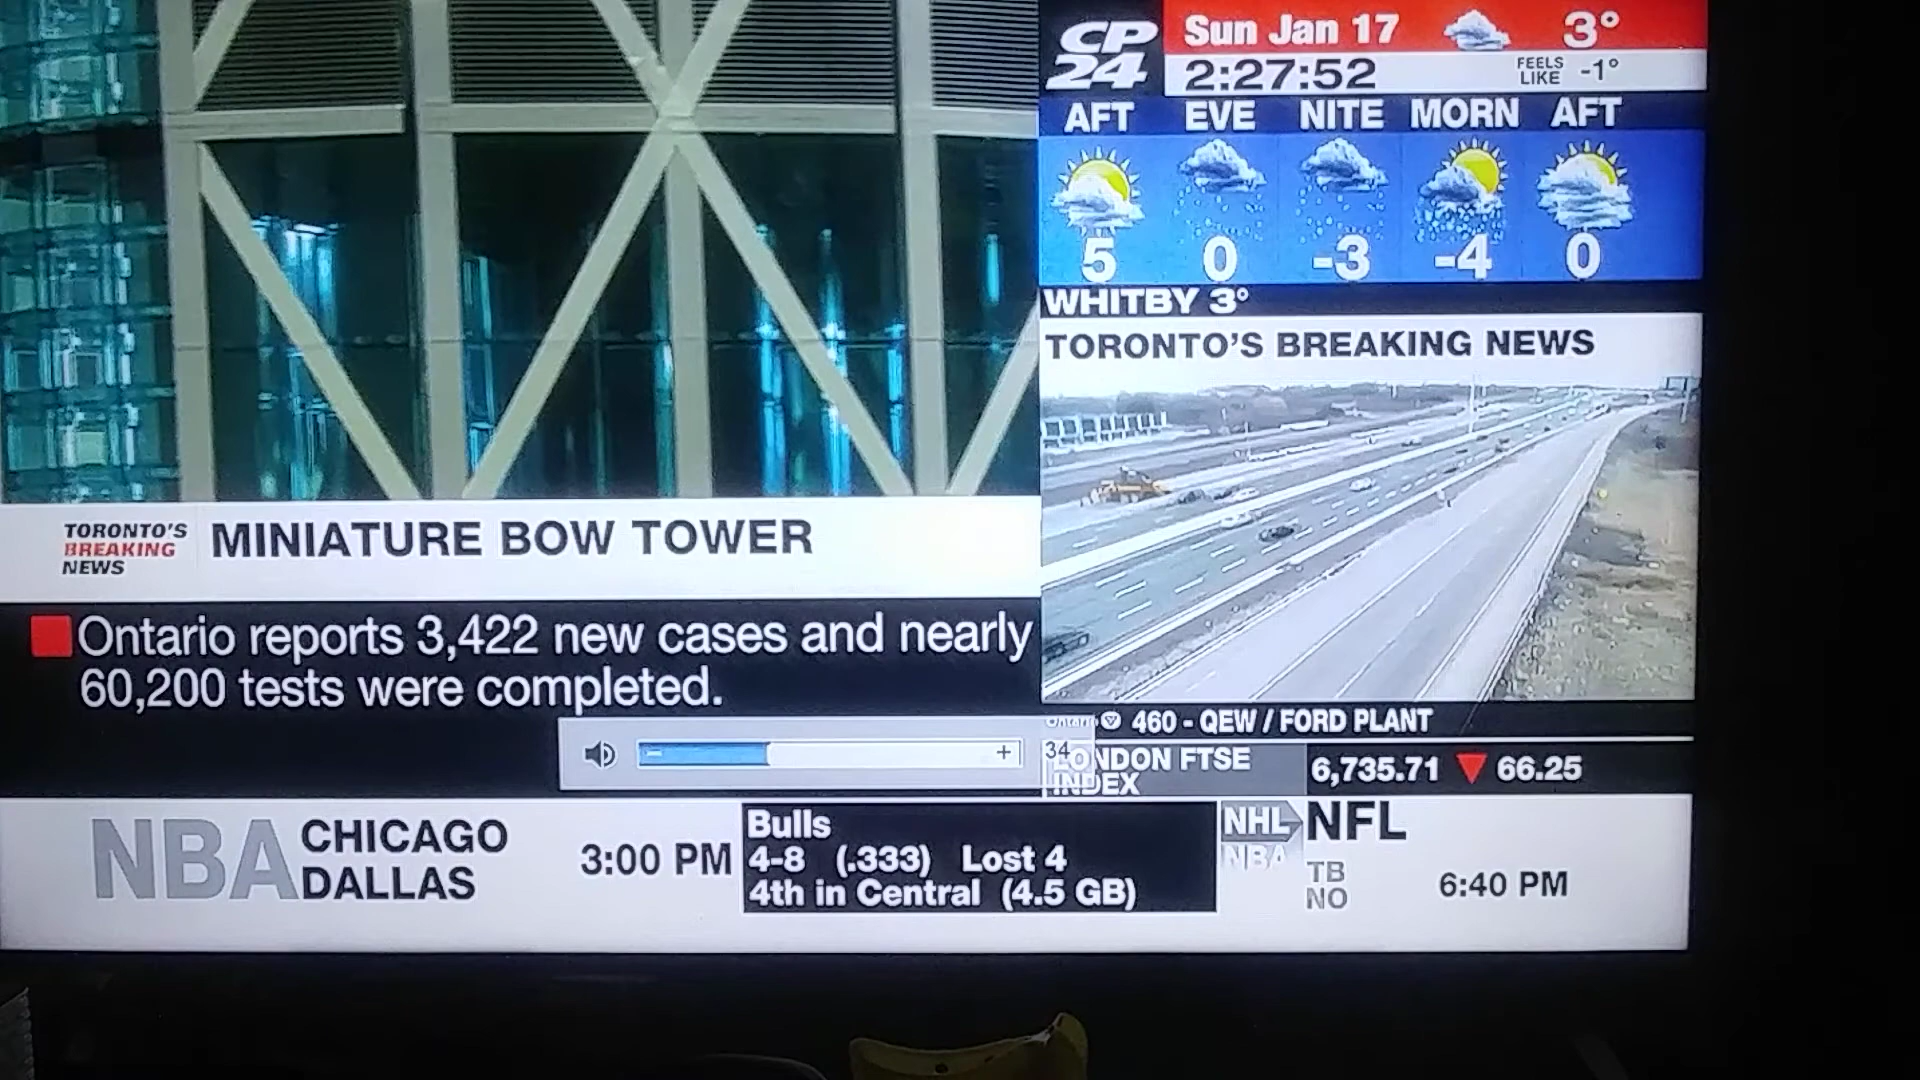 CP
24
Sun Jan 17 3°
2:27:52 FEELS LIKE -1°
AFT EVE NITE MORN AFT
5 0 -3 -4 0
WHITBY 3°
TORONTO'S BREAKING NEWS
TORONTO'S
BREAKING
NEWS
MINIATURE BOW TOWER
Ontario reports 3,422 new cases and nearly
60,200 tests were completed.
Ontario 460 - QEW / FORD PLANT
34
LONDON FTSE
INDEX
6,735.71 66.25
NBA
CHICAGO
DALLAS
3:00 PM
Bulls
4-8 (.333) Lost 4
4th in Central (4.5 GB)
NHL
NBA
NFL
TB
NO
6:40 PM